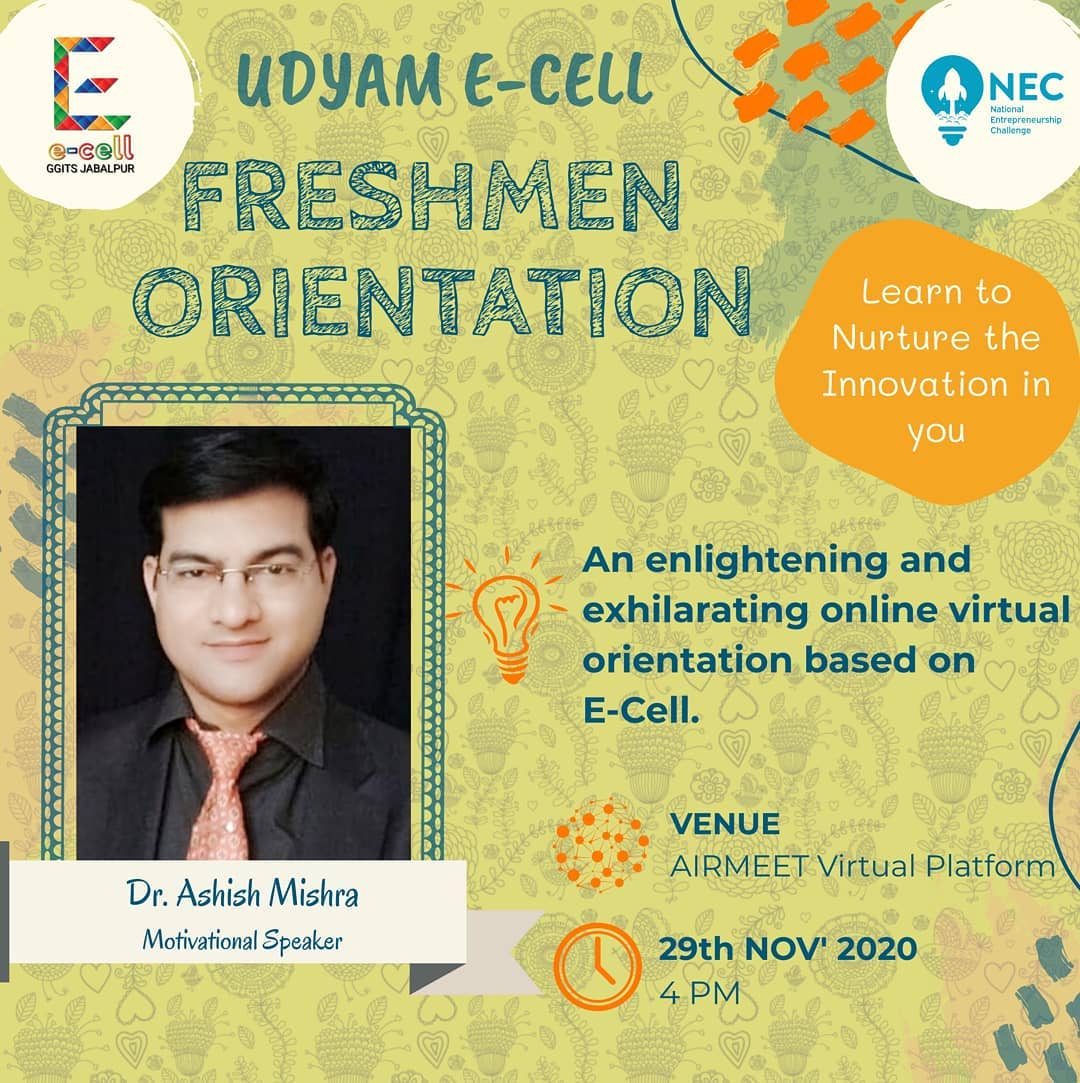 e-cell
GGITS JABALPUR
UDYAM E-CELL
NEC
National
Entrepreneurship
Challenge
FRESHMEN
ORIENTATION
Learn to
Nurture the
Innovation in
you
An enlightening and
exhilarating online virtual
orientation based on
E-Cell.
VENUE
AIRMEET Virtual Platform
Dr. Ashish Mishra
Motivational Speaker
29th NOV' 2020
4 PM